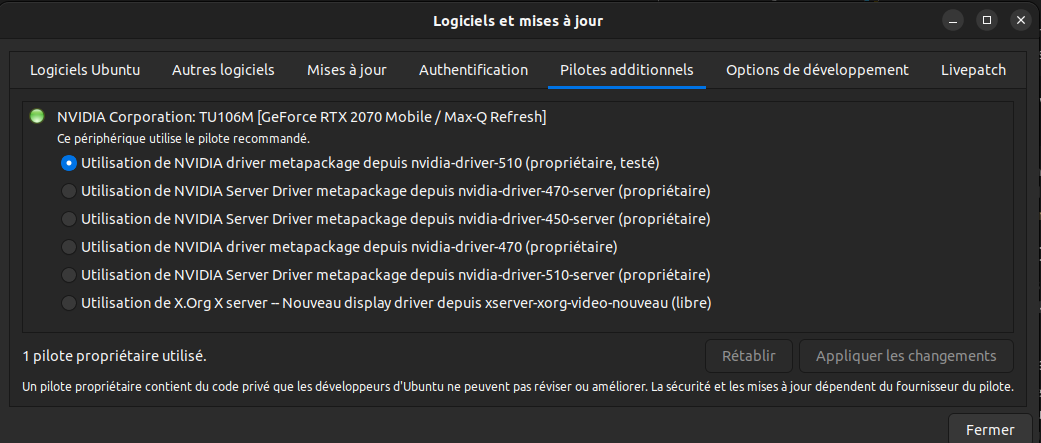 Logiciels et mises à jour
Logiciels Ubuntu Autres logiciels Mises à jour Authentification Pilotes additionnels Options de développement Livepatch
NVIDIA Corporation: TU106M [GeForce RTX 2070 Mobile / Max-Q Refresh]
Ce périphérique utilise le pilote recommandé.
Utilisation de NVIDIA driver metapackage depuis nvidia-driver-510 (propriétaire, testé)
Utilisation de NVIDIA Server Driver metapackage depuis nvidia-driver-470-server (propriétaire)
Utilisation de NVIDIA Server Driver metapackage depuis nvidia-driver-450-server (propriétaire)
Utilisation de NVIDIA driver metapackage depuis nvidia-driver-470 (propriétaire)
Utilisation de NVIDIA Server Driver metapackage depuis nvidia-driver-510-server (propriétaire)
Utilisation de X.Org X server -- Nouveau display driver depuis xserver-xorg-video-nouveau (libre)
1 pilote propriétaire utilisé.
Rétablir Appliquer les changements
Un pilote propriétaire contient du code privé que les développeurs d'Ubuntu ne peuvent pas réviser ou améliorer. La sécurité et les mises à jour dépendent du fournisseur du pilote.
Fermer